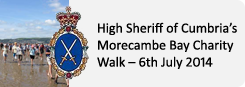 High Sheriff of Cumbria's
Morecambe Bay Charity
Walk – 6th July 2014